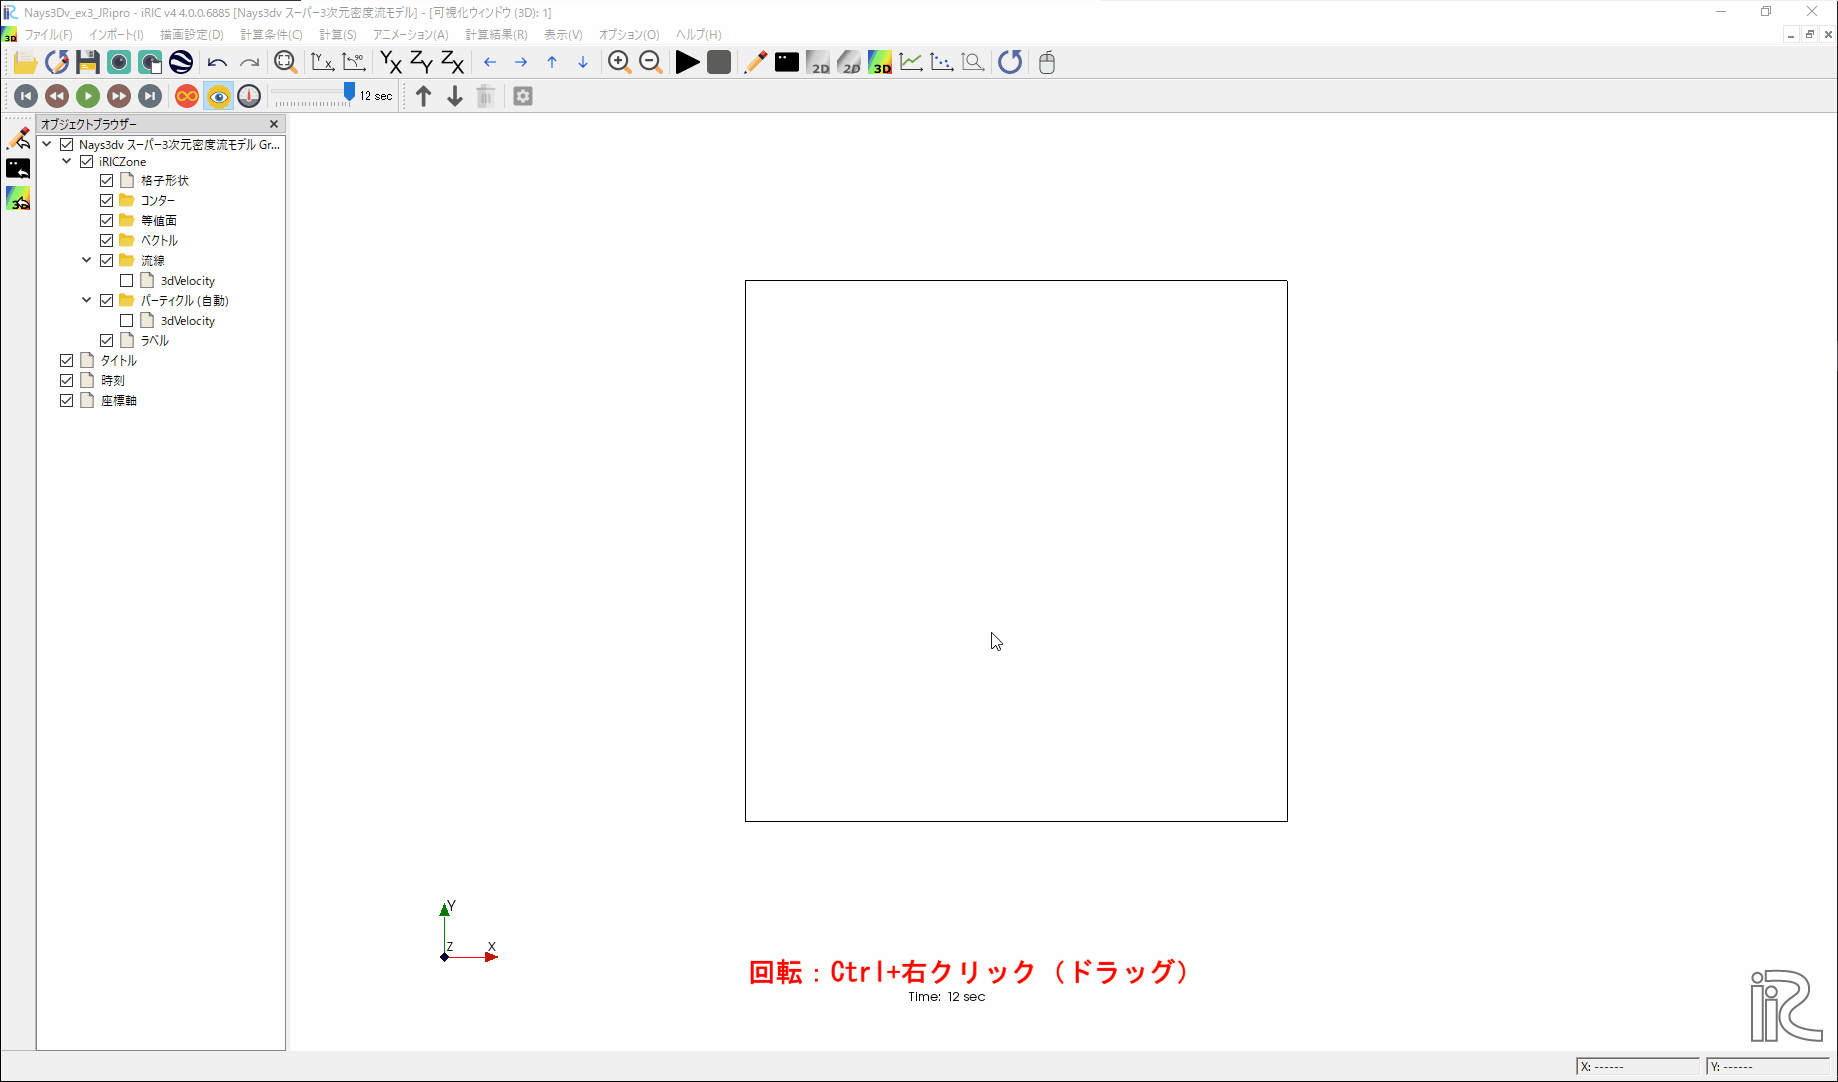 Nays3Dv_ex3_JP.ipro - iRIC v4 4.0.0.6885 [Nays3dv スーパー3次元密度流モデル] - [可視化ウィンドウ (3D): 1]
ファイル(F) インポート(I) 描画設定(D) 計算条件(C) 計算(S) アニメーション(A) 計算結果(R) 表示(V) オプション(O) ヘルプ(H)
12 sec
オブジェクトブラウザー
Nays3dv スーパー3次元密度流モデル Gr...
iRICZone
格子形状
コンター
等値面
ベクトル
流線
3dVelocity
パーティクル (自動)
3dVelocity
ラベル
タイトル
時刻
座標軸
Y
Z X
回転：Ctrl+右クリック（ドラッグ）
Time: 12 sec
iRiC
X: ------ Y: ------